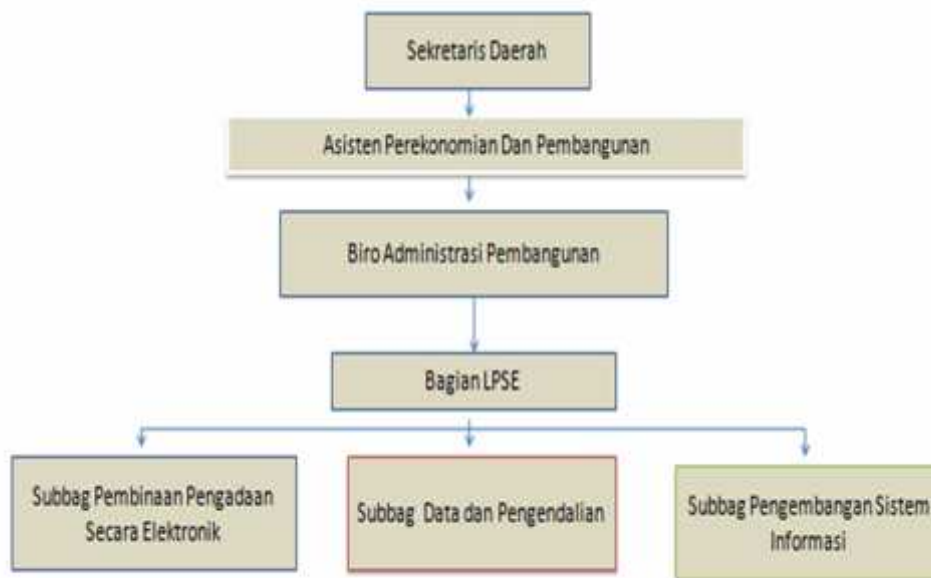 Sekretaris Daerah
Asisten Perekonomian Dan Pembangunan
Biro Administrasi Pembangunan
Bagian LPSE
Subbag Pembinaan Pengadaan
Secara Elektronik
Subbag Data dan Pengendalian
Subbag Pengembangan Sistem
Informasi